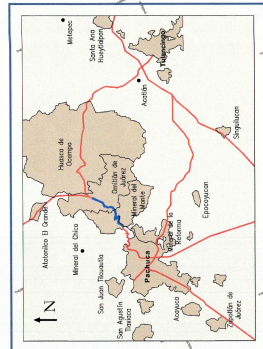 Metepec
Santa Ana
Hueytlalpan
Tulancingo
Acatlán
Huasca de
Ocampo
Singuilucan
Atotonilco El Grande
Omitlán de
Juárez
Mineral del
Monte
Epazoyucan
Mineral del Chico
Mineral de la
Reforma
San Juan Tilcuautla
Pachuca
San Agustín
Tlaxiaca
Acayuca
Zapotlán de
Juárez
N